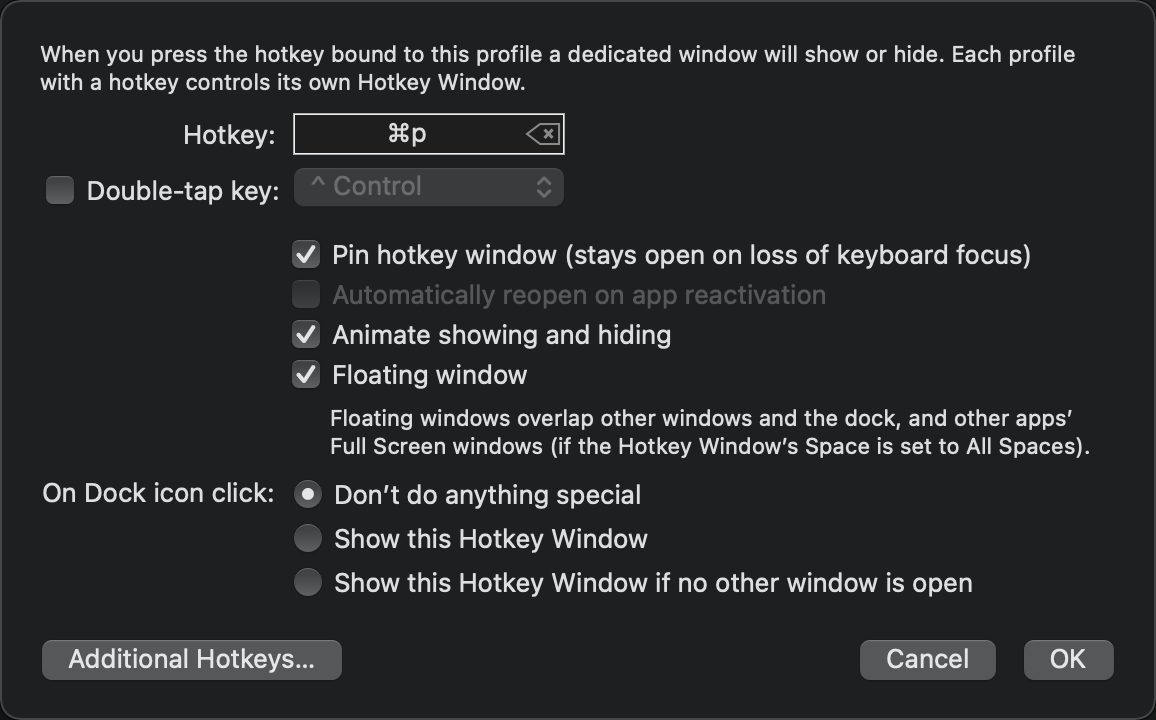 When you press the hotkey bound to this profile a dedicated window will show or hide. Each profile
with a hotkey controls its own Hotkey Window.
Hotkey: ⌘p
Double-tap key: ^ Control
Pin hotkey window (stays open on loss of keyboard focus)
Automatically reopen on app reactivation
Animate showing and hiding
Floating window
Floating windows overlap other windows and the dock, and other apps’
Full Screen windows (if the Hotkey Window’s Space is set to All Spaces).
On Dock icon click: Don’t do anything special
Show this Hotkey Window
Show this Hotkey Window if no other window is open
Additional Hotkeys... Cancel OK